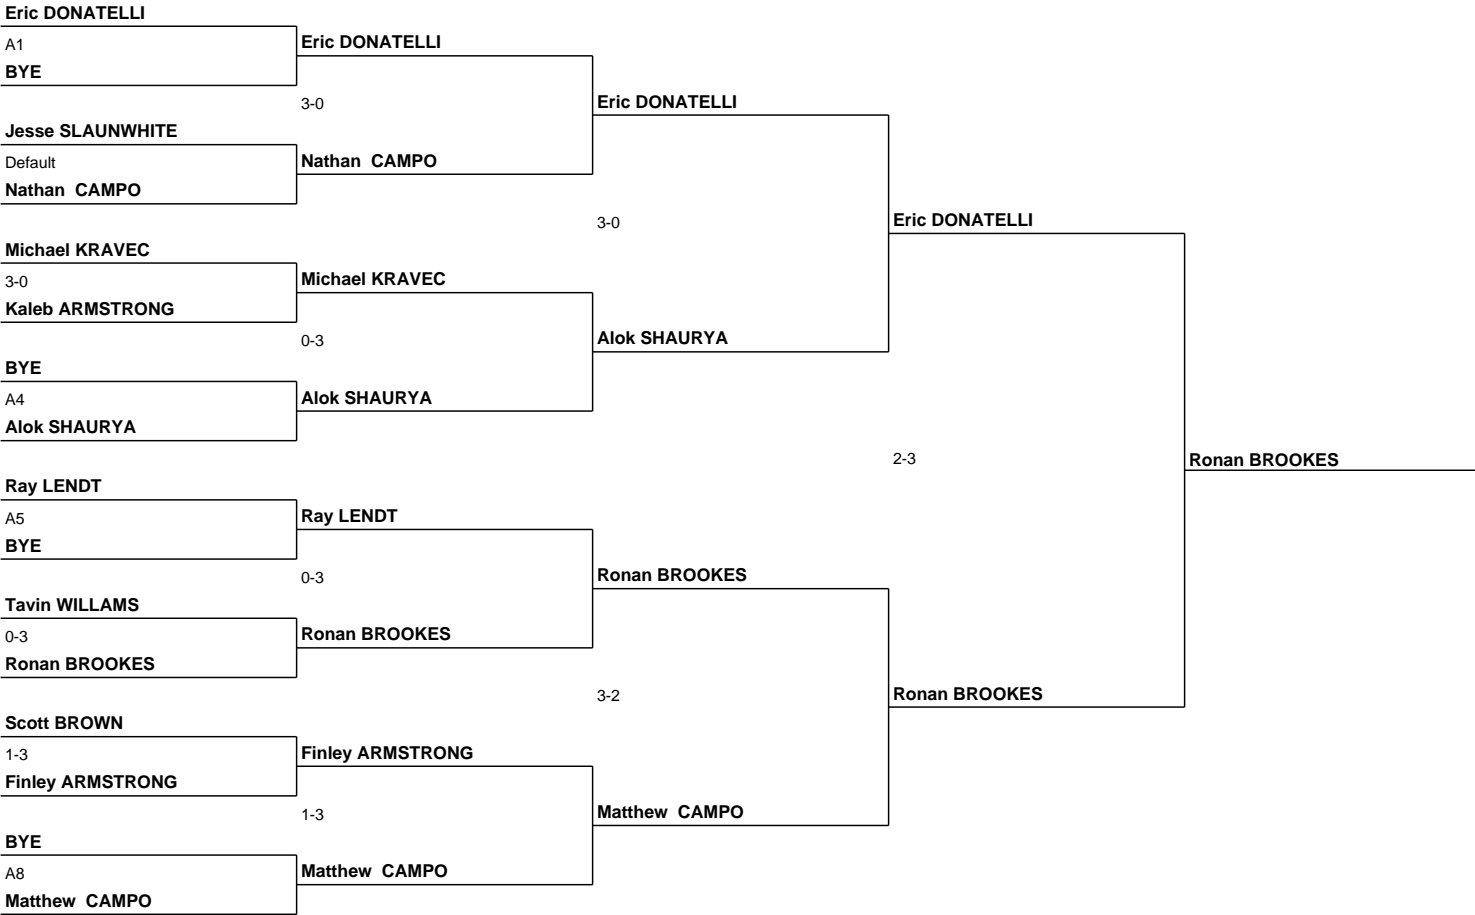 Eric DONATELLI
A1
BYE
Eric DONATELLI
3-0
Jesse SLAUNWHITE
Default
Nathan  CAMPO
Nathan  CAMPO
Eric DONATELLI
3-0
Michael KRAVEC
3-0
Kaleb ARMSTRONG
Michael KRAVEC
0-3
BYE
A4
Alok SHAURYA
Alok SHAURYA
Alok SHAURYA
Eric DONATELLI
2-3
Ronan BROOKES
Ray LENDT
A5
BYE
Ray LENDT
0-3
Tavin WILLAMS
0-3
Ronan BROOKES
Ronan BROOKES
Ronan BROOKES
3-2
Scott BROWN
1-3
Finley ARMSTRONG
Finley ARMSTRONG
1-3
BYE
A8
Matthew  CAMPO
Matthew  CAMPO
Matthew  CAMPO
Ronan BROOKES